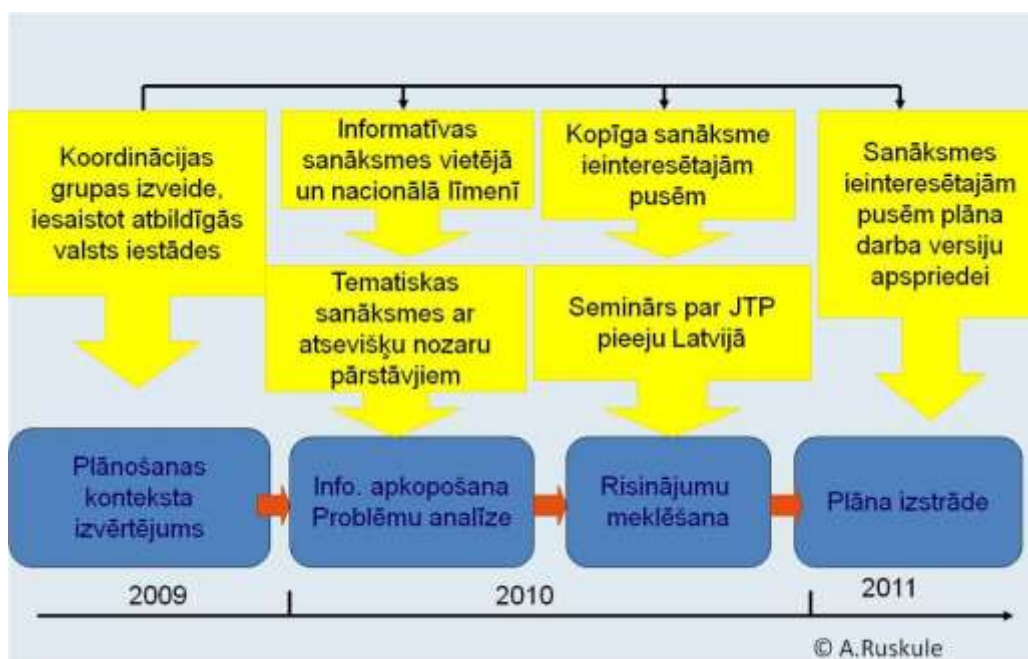 Koordinācijas
grupas izveide,
iesaistot atbildīgās
valsts iestādes
Informatīvas
sanāksmes vietējā
un nacionālā līmenī
Tematiskas
sanāksmes ar
atsevišķu nozaru
pārstāvjiem
Kopīga sanāksme
ieinteresētajām
pusēm
Seminārs par JTP
pieeju Latvijā
Sanāksmes
ieinteresētajām
pusēm plāna
darba versiju
apspriedei
Plānošanas
konteksta
izvērtējums
Info. apkopošana
Problēmu analīze
Risinājumu
meklēšana
Plāna izstrāde
2009
2010
2011
© A.Ruskule